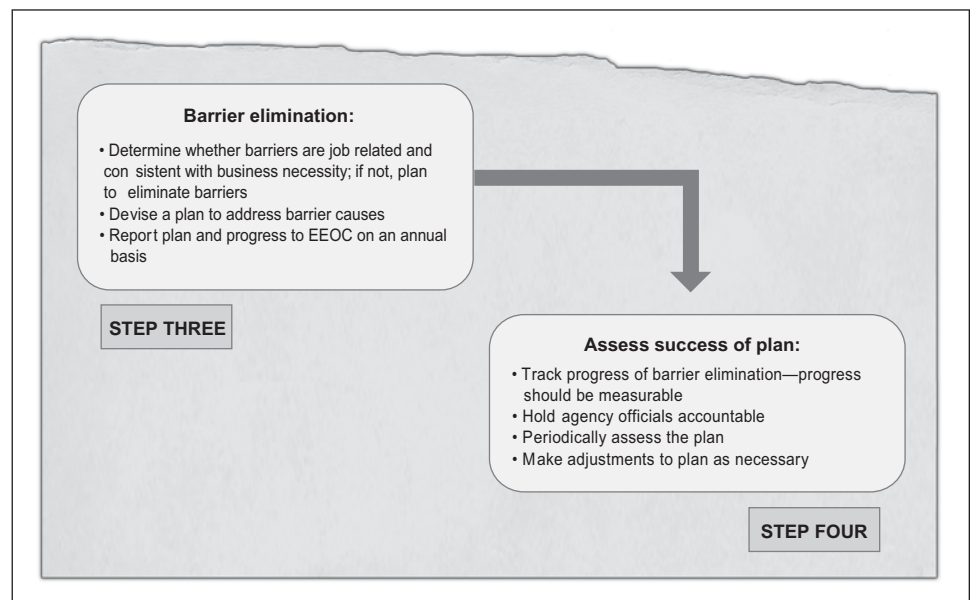 Barrier elimination:
• Determine whether barriers are job related and
con sistent with business necessity; if not, plan
to eliminate barriers
• Devise a plan to address barrier causes
• Report plan and progress to EEOC on an annual
basis
STEP THREE
Assess success of plan:
• Track progress of barrier elimination—progress
should be measurable
• Hold agency officials accountable
• Periodically assess the plan
• Make adjustments to plan as necessary
STEP FOUR